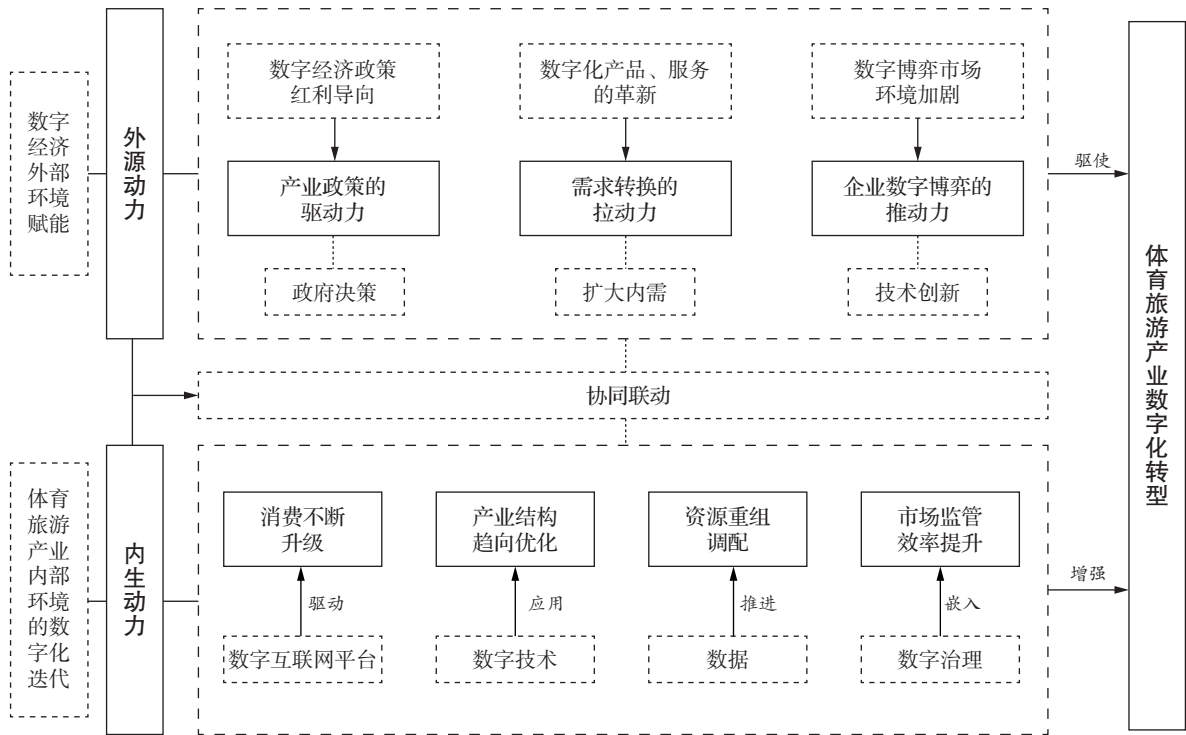 数字
经济
外部
环境
赋能
外源动力
数字经济政策
红利导向
数字化产品、服务
的革新
数字博弈市场
环境加剧
产业政策的
驱动力
需求转换的
拉动力
企业数字博弈的
推动力
政府决策
扩大内需
技术创新
驱使
协同联动
体育
旅游
产业
内部
环境
的数
字化
迭代
内生动力
消费不断
升级
产业结构
趋向优化
资源重组
调配
市场监管
效率提升
驱动
应用
推进
嵌入
数字互联网平台
数字技术
数据
数字治理
增强
体育旅游产业数字化转型